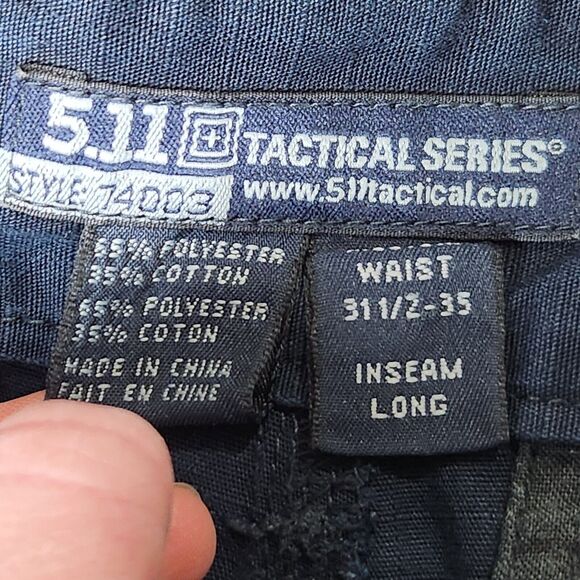 5.11 TACTICAL SERIES®
www.511tactical.com
STYLE 74003
65% POLYESTER
35% COTTON
65% POLYESTER
35% COTON
MADE IN CHINA
FAIT EN CHINE
WAIST
31 1/2-35
INSEAM
LONG